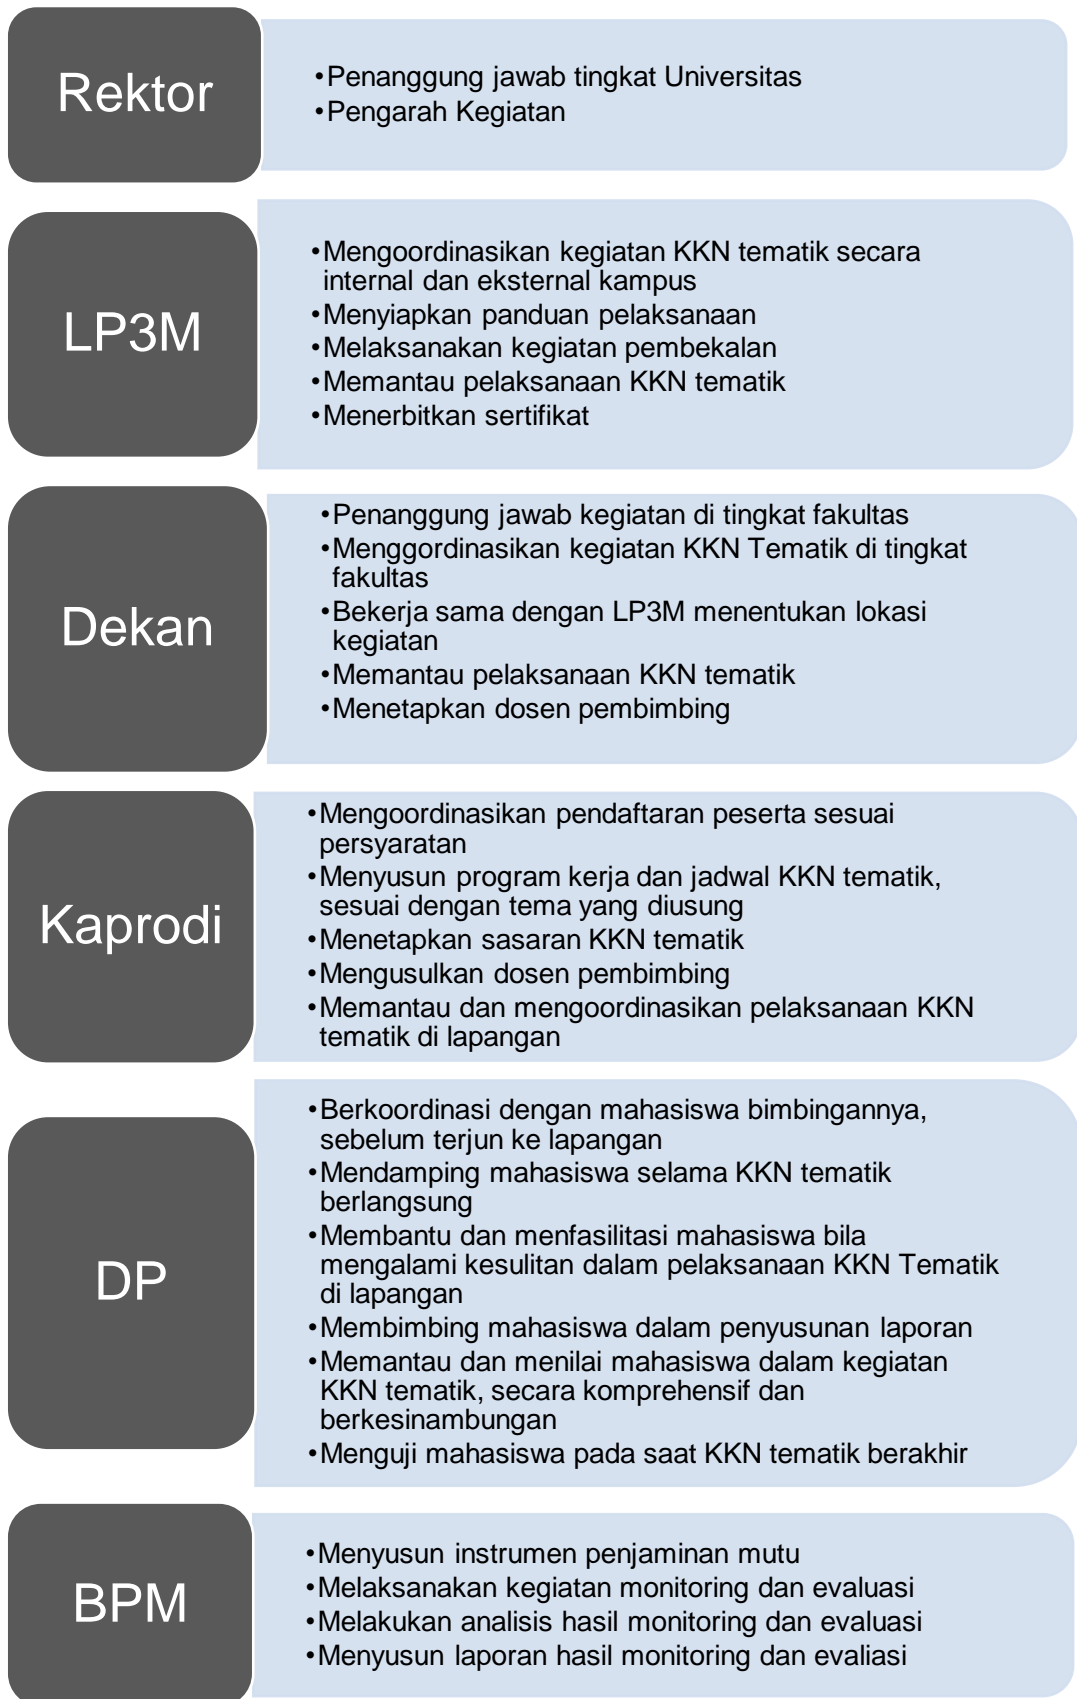 Rektor
•Penanggung jawab tingkat Universitas
•Pengarah Kegiatan
LP3M
•Mengoordinasikan kegiatan KKN tematik secara
internal dan eksternal kampus
•Menyiapkan panduan pelaksanaan
•Melaksanakan kegiatan pembekalan
•Memantau pelaksanaan KKN tematik
•Menerbitkan sertifikat
Dekan
•Penanggung jawab kegiatan di tingkat fakultas
•Menggordinasikan kegiatan KKN Tematik di tingkat
fakultas
•Bekerja sama dengan LP3M menentukan lokasi
kegiatan
•Memantau pelaksanaan KKN tematik
•Menetapkan dosen pembimbing
Kaprodi
•Mengoordinasikan pendaftaran peserta sesuai
persyaratan
•Menyusun program kerja dan jadwal KKN tematik,
sesuai dengan tema yang diusung
•Menetapkan sasaran KKN tematik
•Mengusulkan dosen pembimbing
•Memantau dan mengoordinasikan pelaksanaan KKN
tematik di lapangan
DP
•Berkoordinasi dengan mahasiswa bimbingannya,
sebelum terjun ke lapangan
•Mendamping mahasiswa selama KKN tematik
berlangsung
•Membantu dan menfasilitasi mahasiswa bila
mengalami kesulitan dalam pelaksanaan KKN Tematik
di lapangan
•Membimbing mahasiswa dalam penyusunan laporan
•Memantau dan menilai mahasiswa dalam kegiatan
KKN tematik, secara komprehensif dan
berkesinambungan
•Menguji mahasiswa pada saat KKN tematik berakhir
BPM
•Menyusun instrumen penjaminan mutu
•Melaksanakan kegiatan monitoring dan evaluasi
•Melakukan analisis hasil monitoring dan evaluasi
•Menyusun laporan hasil monitoring dan evaliasi